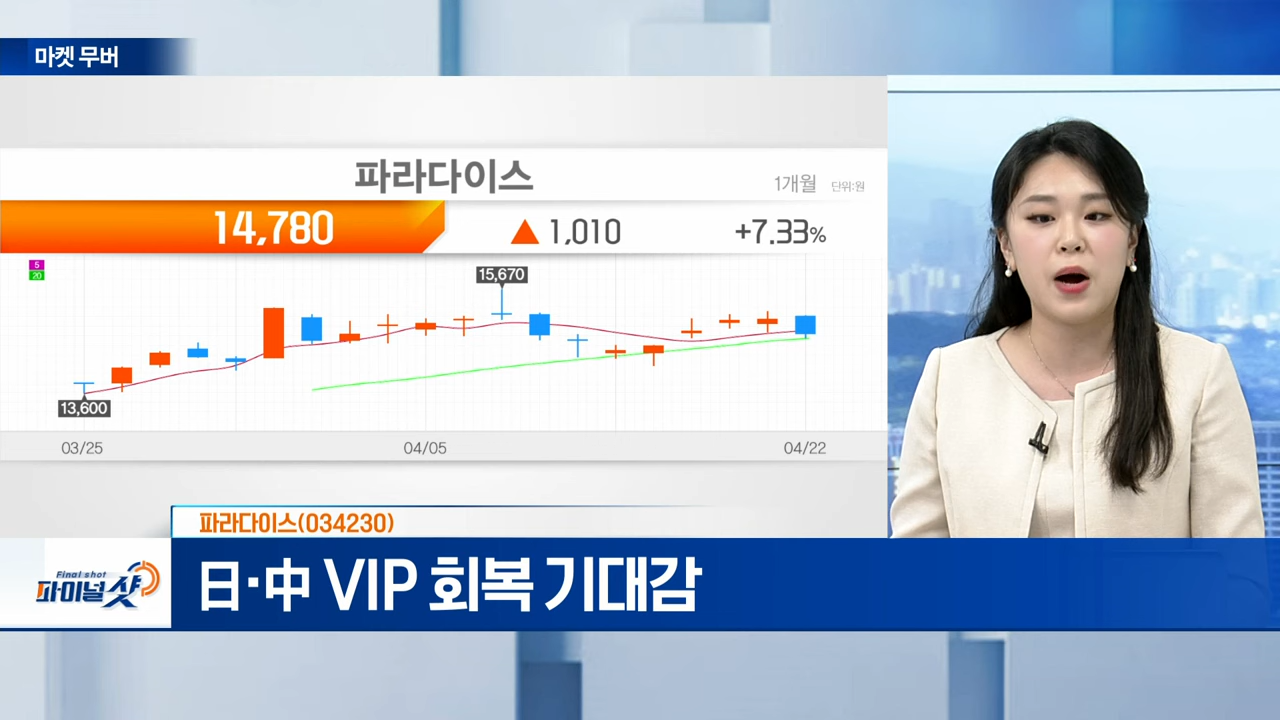 마켓 무버
파라다이스
1개월 단위:원
14,780 ▲ 1,010 +7.33%
5
20
15,670
13,600
03/25 04/05 04/22
파라다이스(034230)
Final shot
파이널샷
日·中 VIP 회복 기대감